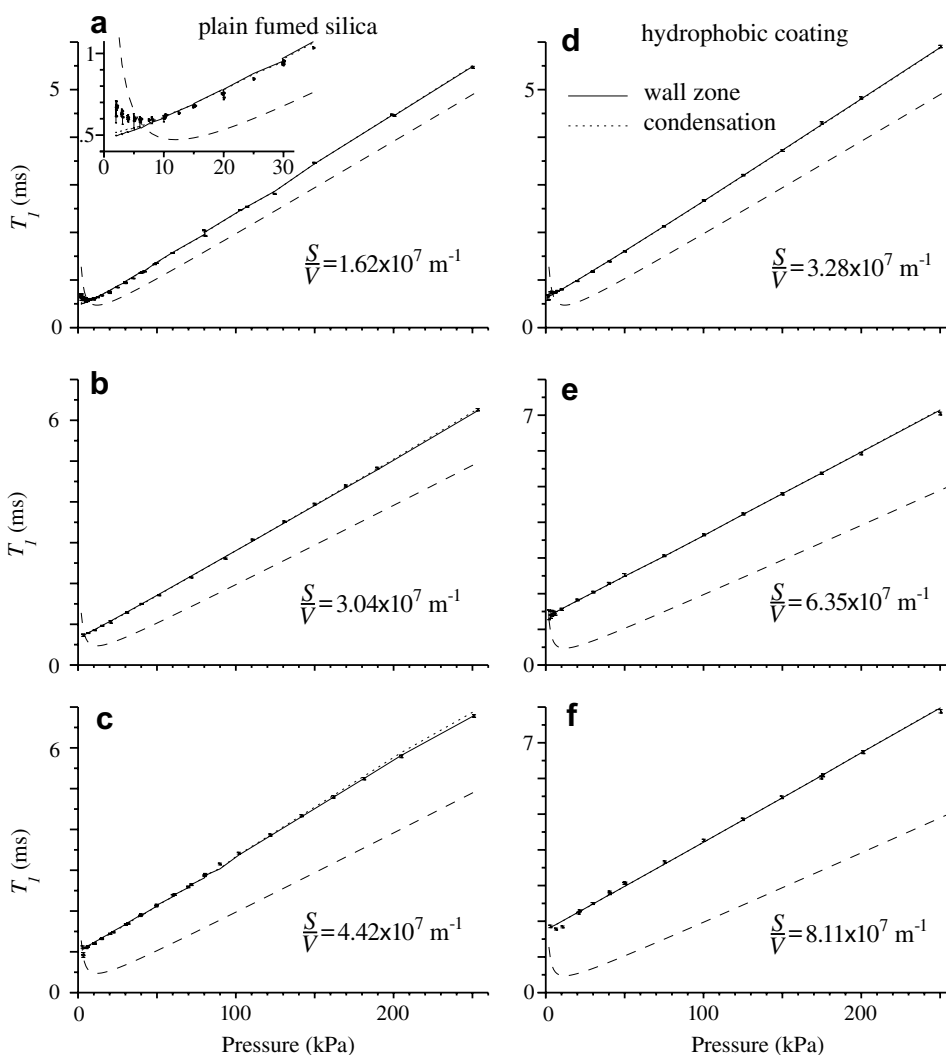 a
plain fumed silica
d
hydrophobic coating
6
1
.5
0 10 20 30
5
wall zone
condensation
T1 (ms)
S/V=1.62x10^7 m^-1
S/V=3.28x10^7 m^-1
0
0
b
e
6
7
T1 (ms)
S/V=3.04x10^7 m^-1
S/V=6.35x10^7 m^-1
0
0
c
f
6
7
T1 (ms)
S/V=4.42x10^7 m^-1
S/V=8.11x10^7 m^-1
0
0
100 200
0 100 200
Pressure (kPa)
Pressure (kPa)